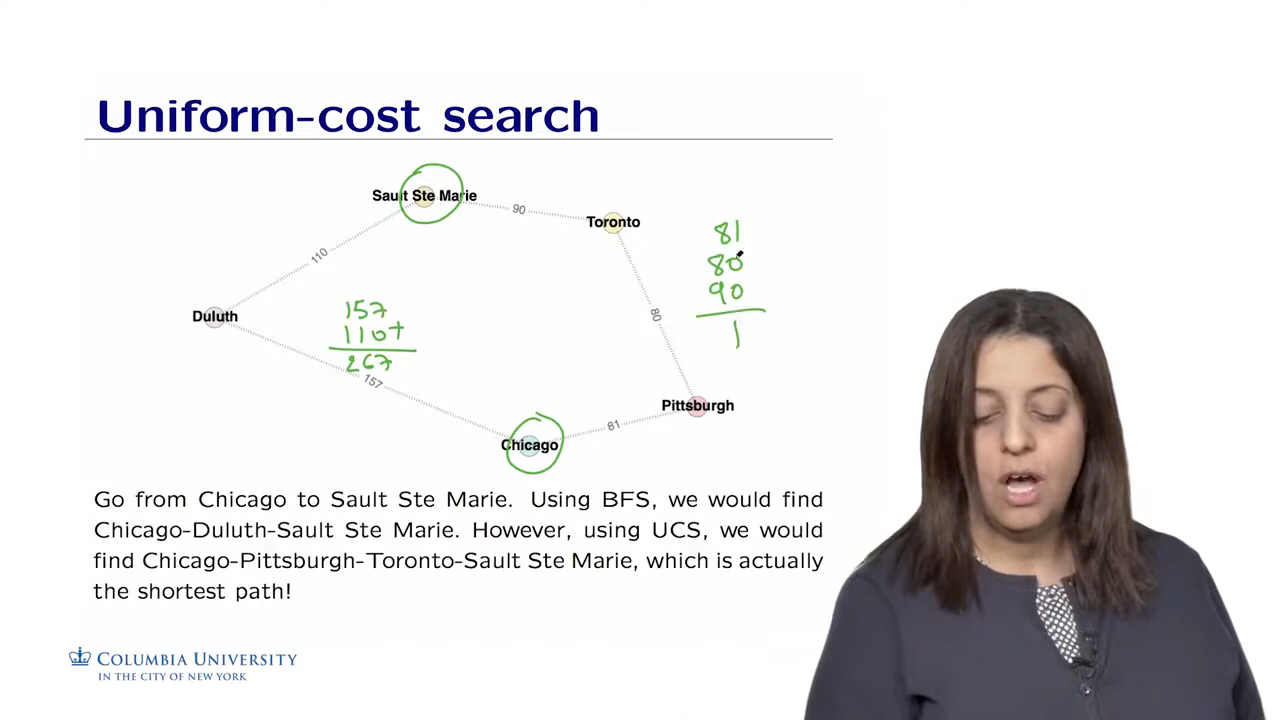 Uniform-cost search
Sault Ste Marie
90
Toronto
110
81
80
90
1
Duluth
157
110+
267
80
157
Pittsburgh
81
Chicago
Go from Chicago to Sault Ste Marie. Using BFS, we would find
Chicago-Duluth-Sault Ste Marie. However, using UCS, we would
find Chicago-Pittsburgh-Toronto-Sault Ste Marie, which is actually
the shortest path!
COLUMBIA UNIVERSITY
IN THE CITY OF NEW YORK